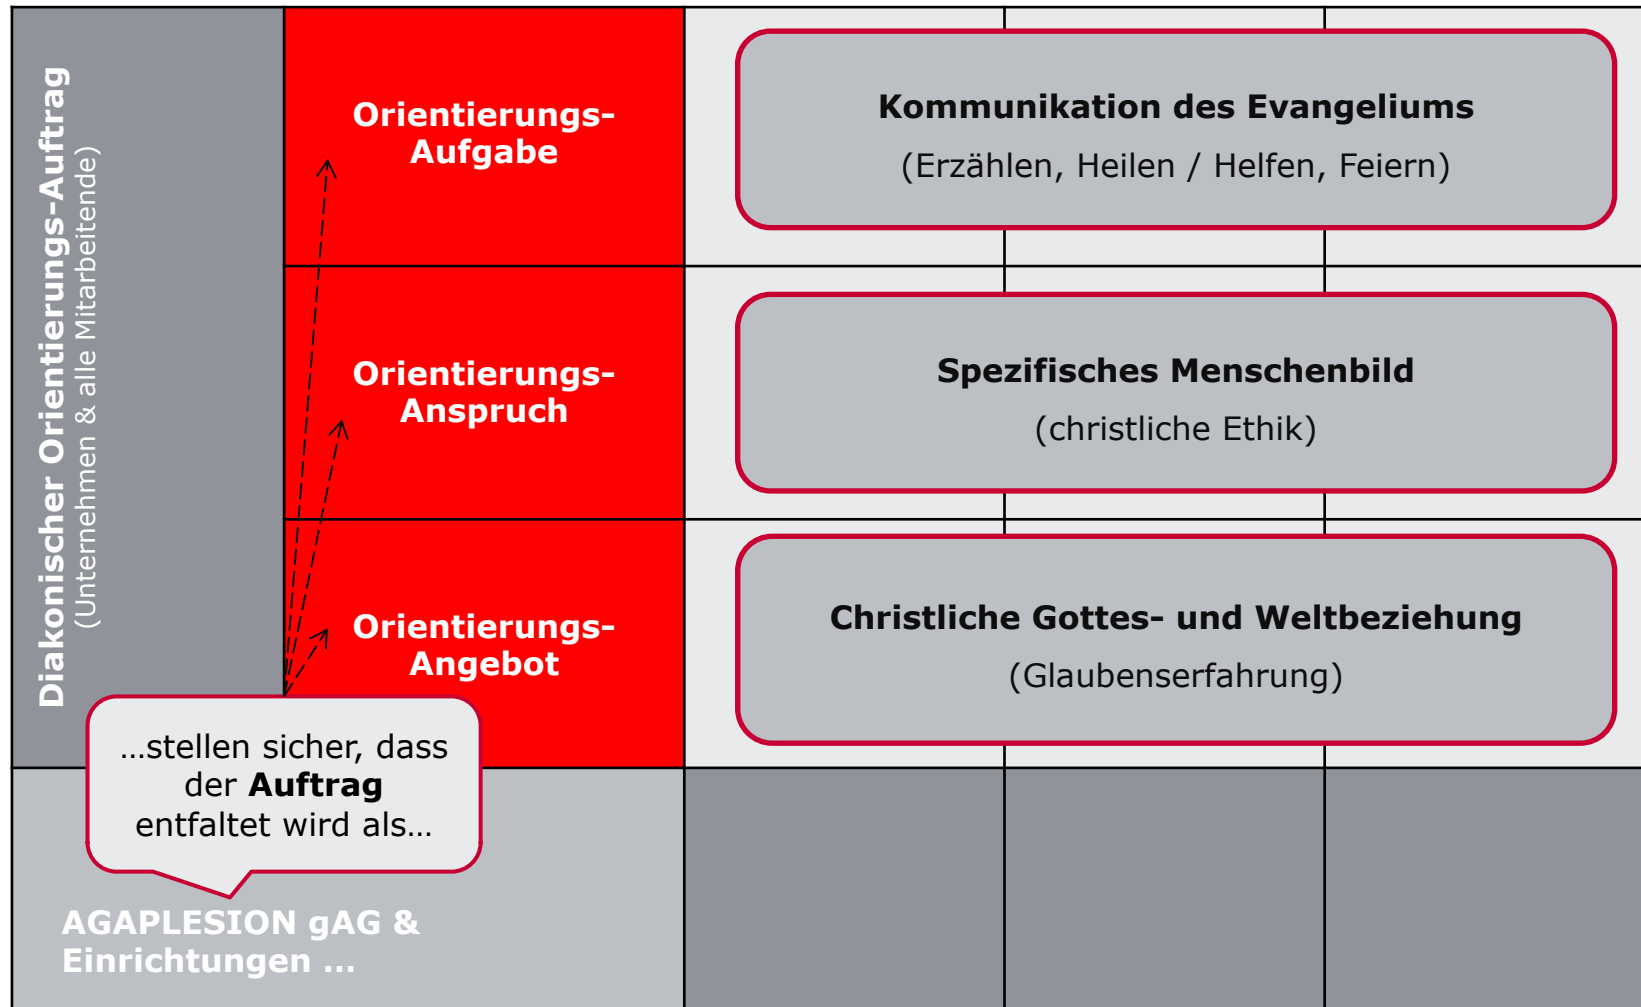 Diakonischer Orientierungs-Auftrag
(Unternehmen & alle Mitarbeitende)
Orientierungs-
Aufgabe
Kommunikation des Evangeliums
(Erzählen, Heilen / Helfen, Feiern)
Orientierungs-
Anspruch
Spezifisches Menschenbild
(christliche Ethik)
Orientierungs-
Angebot
Christliche Gottes- und Weltbeziehung
(Glaubenserfahrung)
…stellen sicher, dass
der Auftrag
entfaltet wird als…
AGAPLESION gAG &
Einrichtungen …